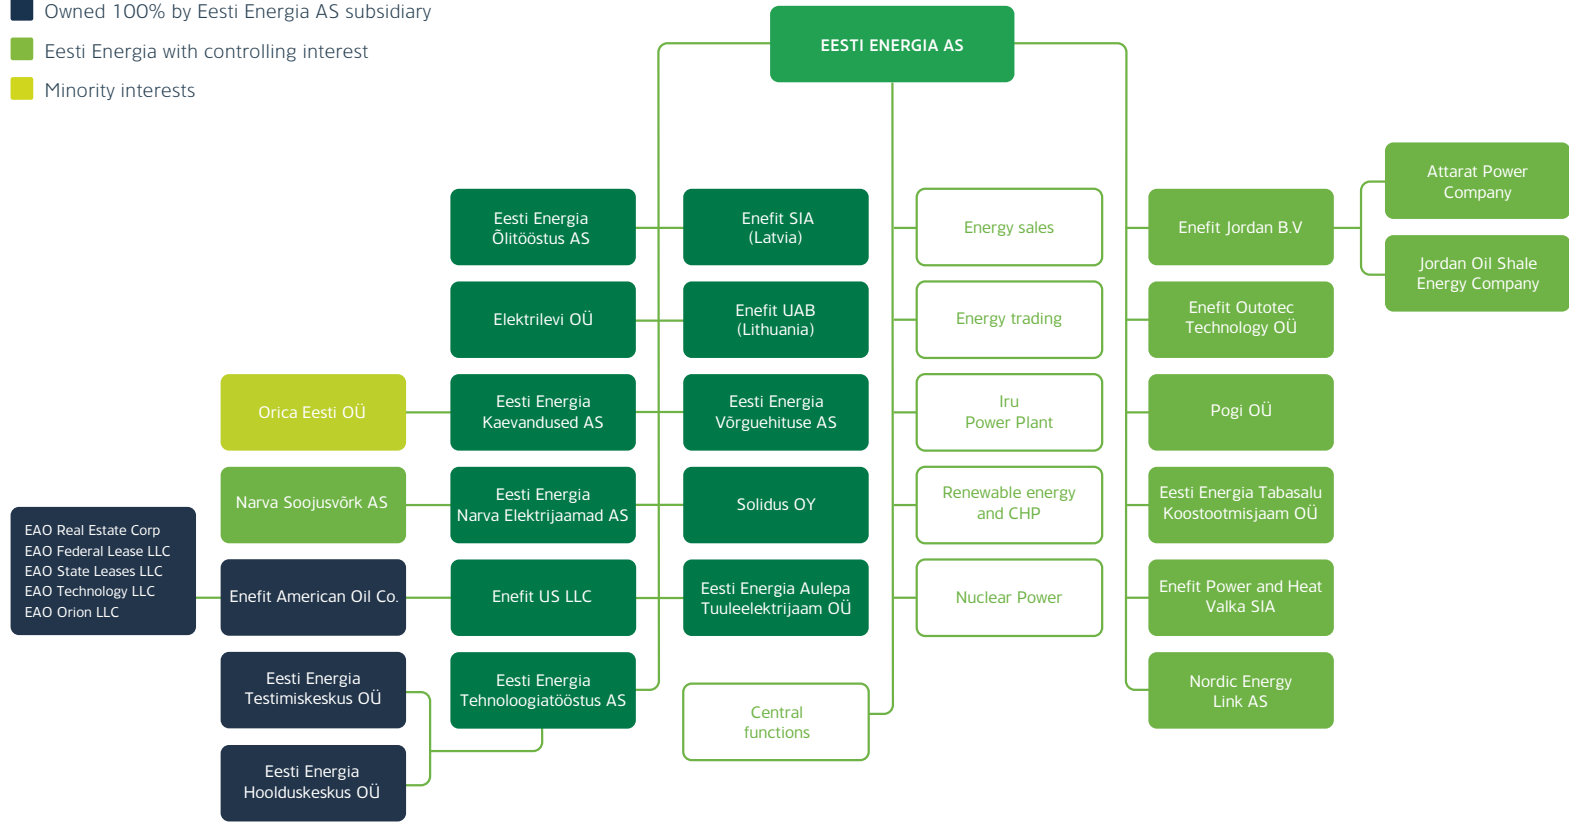 Owned 100% by Eesti Energia AS subsidiary
Eesti Energia with controlling interest
Minority interests
EESTI ENERGIA AS
Attarat Power
Company
Jordan Oil Shale
Energy Company
Eesti Energia
Õlitööstus AS
Enefit SIA
(Latvia)
Energy sales
Enefit Jordan B.V
Elektrilevi OÜ
Enefit UAB
(Lithuania)
Energy trading
Enefit Outotec
Technology OÜ
Orica Eesti OÜ
Eesti Energia
Kaevandused AS
Eesti Energia
Võrguehituse AS
Iru
Power Plant
Pogi OÜ
Narva Soojusvõrk AS
Eesti Energia
Narva Elektrijaamad AS
Solidus OY
Renewable energy
and CHP
Eesti Energia Tabasalu
Koostootmisjaam OÜ
EAO Real Estate Corp
EAO Federal Lease LLC
EAO State Leases LLC
EAO Technology LLC
EAO Orion LLC
Enefit American Oil Co.
Enefit US LLC
Eesti Energia Aulepa
Tuuleelektrijaam OÜ
Nuclear Power
Enefit Power and Heat
Valka SIA
Eesti Energia
Testimiskeskus OÜ
Eesti Energia
Tehnoloogiatööstus AS
Central
functions
Nordic Energy
Link AS
Eesti Energia
Hoolduskeskus OÜ